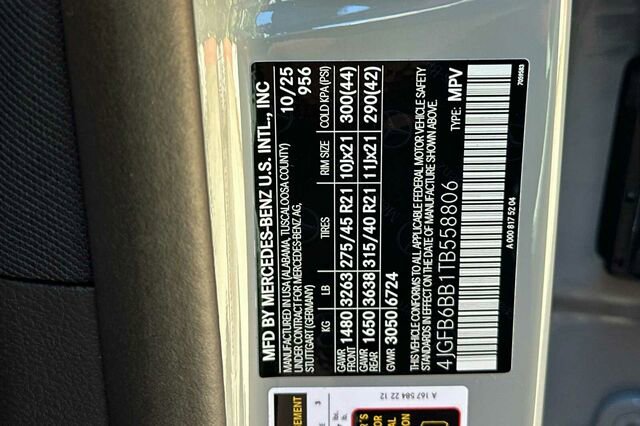 MFD BY MERCEDES-BENZ U.S. INTL., INC
MANUFACTURED IN USA (ALABAMA, TUSCALOOSA COUNTY)
UNDER CONTRACT FOR MERCEDES-BENZ AG,
STUTTGART (GERMANY)
10/25
956
KG LB TIRES RIM SIZE COLD KPA (PSI)
GAWR FRONT 1480 3263 275/45 R21 10Jx21 300(44)
GAWR REAR 1650 3638 315/40 R21 11Jx21 290(42)
GVWR 3050 6724
THIS VEHICLE CONFORMS TO ALL APPLICABLE FEDERAL MOTOR VEHICLE SAFETY
STANDARDS IN EFFECT ON THE DATE OF MANUFACTURE SHOWN ABOVE.
4JGFB6BB1TB558806 TYPE: MPV
A 000 817 52 04
7H09583
A 167 584 22 12